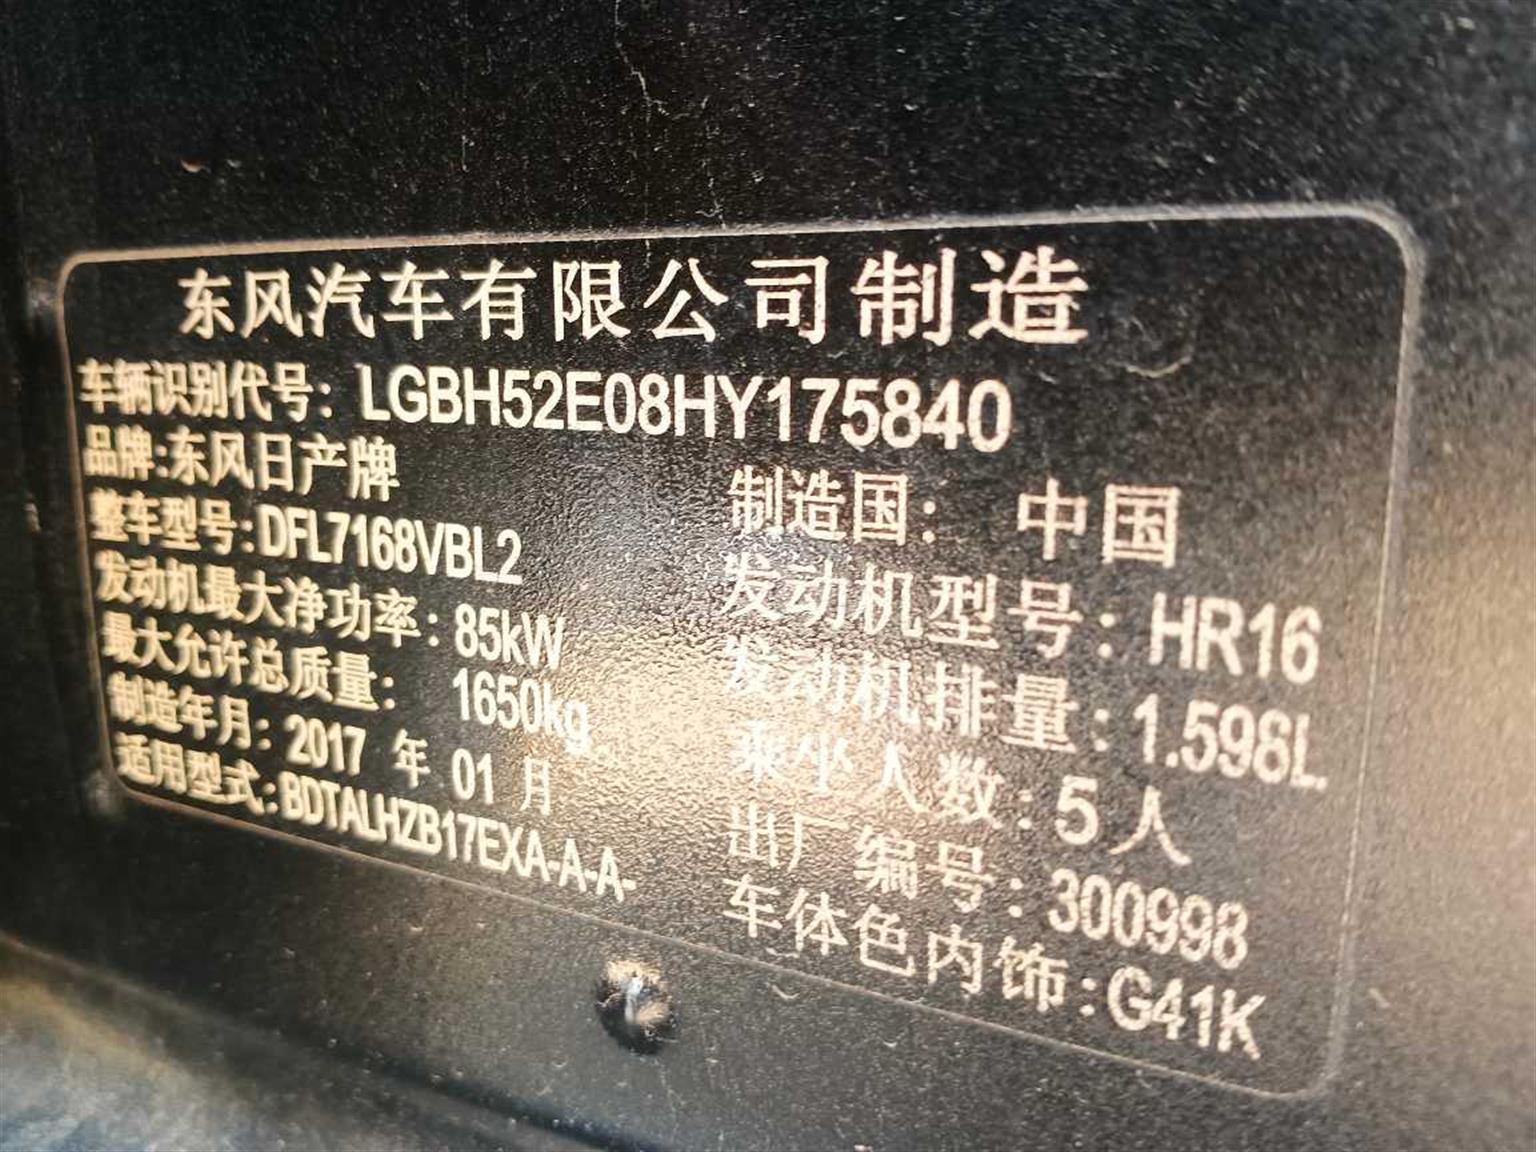 东风汽车有限公司制造
车辆识别代号: LGBH52E08HY175840
品牌:东风日产牌
制造国: 中国
整车型号:DFL7168VBL2
发动机型号: HR16
发动机最大净功率: 85kW
发动机排量: 1.598L
最大允许总质量: 1650kg
乘坐人数: 5人
制造年月: 2017 年 01 月
出厂编号: 300998
适用型式:BDTALHZB17EXA-A-A-
车体色内饰:G41K